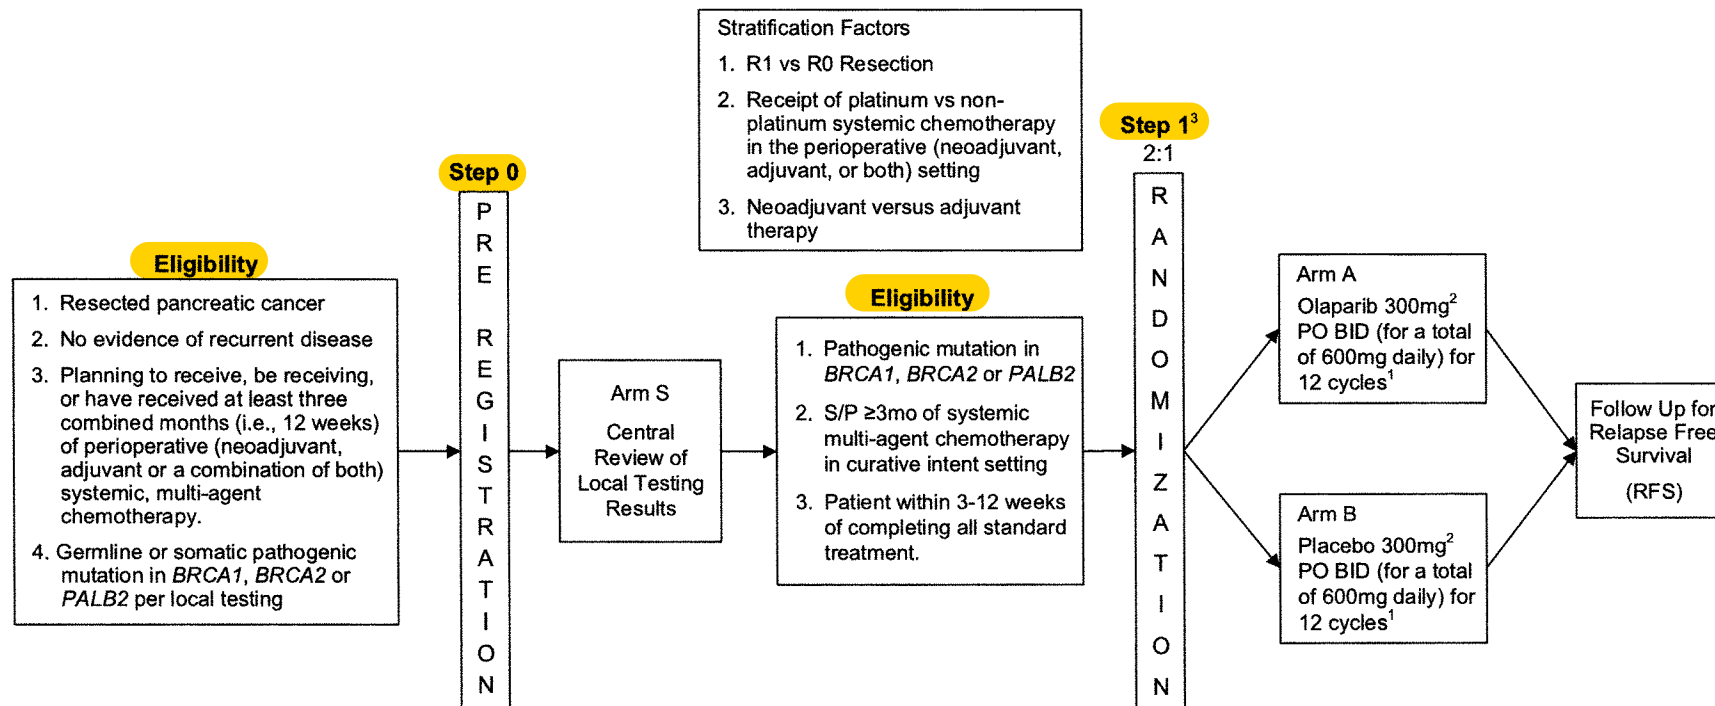 Eligibility
1. Resected pancreatic cancer
2. No evidence of recurrent disease
3. Planning to receive, be receiving,
or have received at least three
combined months (i.e., 12 weeks)
of perioperative (neoadjuvant,
adjuvant or a combination of both)
systemic, multi-agent
chemotherapy.
4. Germline or somatic pathogenic
mutation in BRCA1, BRCA2 or
PALB2 per local testing
Step 0
PRE REGISTRATION
Arm S
Central
Review of
Local Testing
Results
Stratification Factors
1. R1 vs R0 Resection
2. Receipt of platinum vs non-
platinum systemic chemotherapy
in the perioperative (neoadjuvant,
adjuvant, or both) setting
3. Neoadjuvant versus adjuvant
therapy
Eligibility
1. Pathogenic mutation in
BRCA1, BRCA2 or PALB2
2. S/P ≥3mo of systemic
multi-agent chemotherapy
in curative intent setting
3. Patient within 3-12 weeks
of completing all standard
treatment.
Step 1³
2:1
RANDOMIZATION
Arm A
Olaparib 300mg²
PO BID (for a total
of 600mg daily) for
12 cycles¹
Arm B
Placebo 300mg²
PO BID (for a total
of 600mg daily) for
12 cycles¹
Follow Up for
Relapse Free
Survival
(RFS)